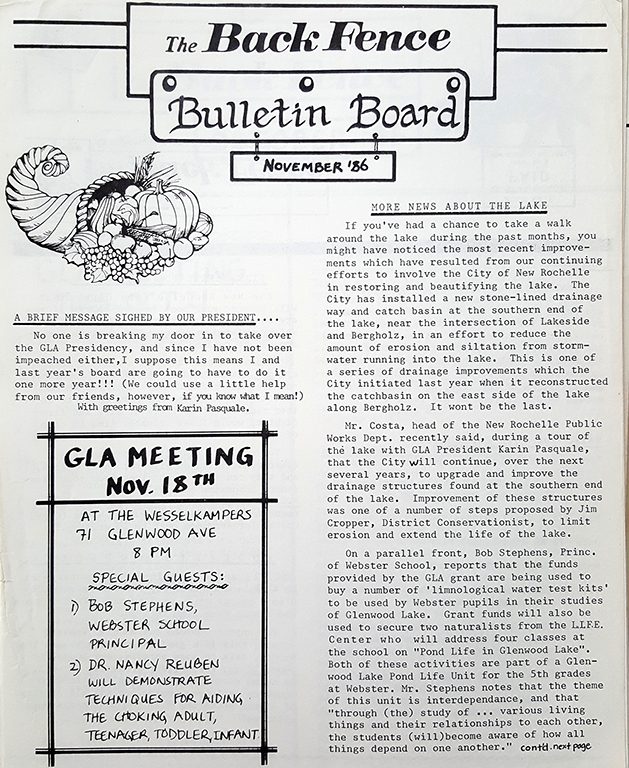 The Back Fence
Bulletin Board
NOVEMBER '86
A BRIEF MESSAGE SIGHED BY OUR PRESIDENT....
No one is breaking my door in to take over
the GLA Presidency, and since I have not been
impeached either,I suppose this means I and
last year's board are going to have to do it
one more year!!! (We could use a little help
from our friends, however, if you know what I mean!)
With greetings from Karin Pasquale.
GLA MEETING
NOV. 18TH
AT THE WESSELKAMPERS
71 GLENWOOD AVE
8 PM
SPECIAL GUESTS:
1) BOB STEPHENS,
WEBSTER SCHOOL
PRINCIPAL
2) DR. NANCY REUBEN
WILL DEMONSTRATE
TECHNIQUES FOR AIDING
THE CHOKING ADULT,
TEENAGER, TODDLER, INFANT
MORE NEWS ABOUT THE LAKE
If you've had a chance to take a walk
around the lake during the past months, you
might have noticed the most recent improve-
ments which have resulted from our continuing
efforts to involve the City of New Rochelle
in restoring and beautifying the lake. The
City has installed a new stone-lined drainage
way and catch basin at the southern end of
the lake, near the intersection of Lakeside
and Bergholz, in an effort to reduce the
amount of erosion and siltation from storm-
water running into the lake. This is one of
a series of drainage improvements which the
City initiated last year when it reconstructed
the catchbasin on the east side of the lake
along Bergholz. It wont be the last.
Mr. Costa, head of the New Rochelle Public
Works Dept. recently said, during a tour of
the lake with GLA President Karin Pasquale,
that the City will continue, over the next
several years, to upgrade and improve the
drainage structures found at the southern end
of the lake. Improvement of these structures
was one of a number of steps proposed by Jim
Cropper, District Conservationist, to limit
erosion and extend the life of the lake.
On a parallel front, Bob Stephens, Princ.
of Webster School, reports that the funds
provided by the GLA grant are being used to
buy a number of 'limnological water test kits'
to be used by Webster pupils in their studies
of Glenwood Lake. Grant funds will also be
used to secure two naturalists from the L.I.F.E.
Center who will address four classes at
the school on "Pond Life in Glenwood Lake".
Both of these activities are part of a Glen-
wood Lake Pond Life Unit for the 5th grades
at Webster. Mr. Stephens notes that the theme
of this unit is interdependance, and that
"through (the) study of ... various living
things and their relationships to each other,
the students (will)become aware of how all
things depend on one another." contd. next page